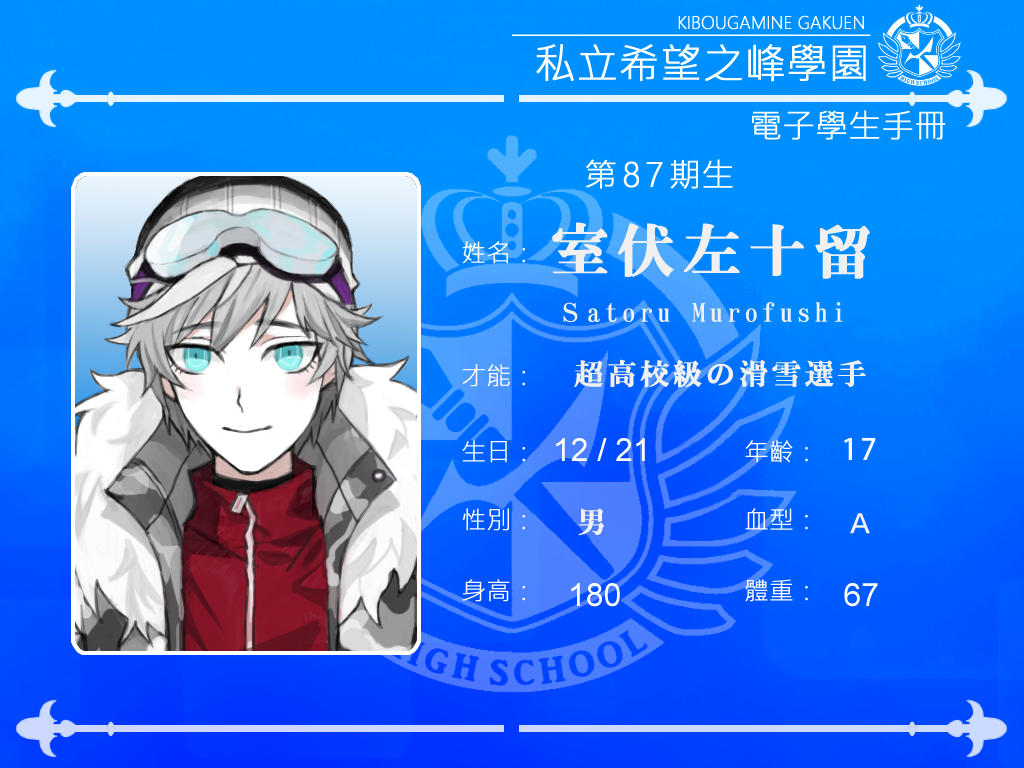 KIBOUGAMINE GAKUEN
私立希望之峰學園
HIGH SCHOOL
電子學生手冊
第87期生
姓名： 室伏左十留
Satoru Murofushi
才能： 超高校級の滑雪選手
生日： 12 / 21 年齡： 17
性別： 男 血型： A
身高： 180 體重： 67
HIGH SCHOOL